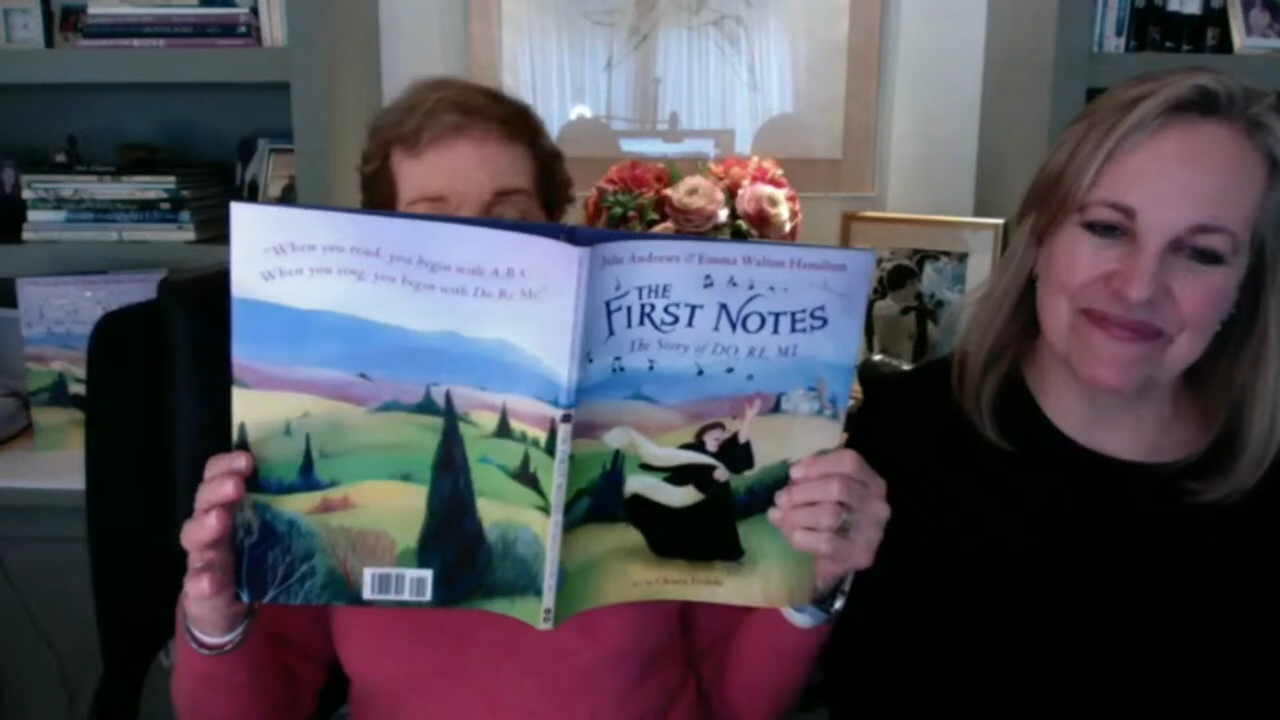 "When you read, you begin with A.B.C.
When you sing, you begin with Do Re Mi"
Julie Andrews & Emma Walton Hamilton
THE
FIRST NOTES
The Story of DO, RE, MI